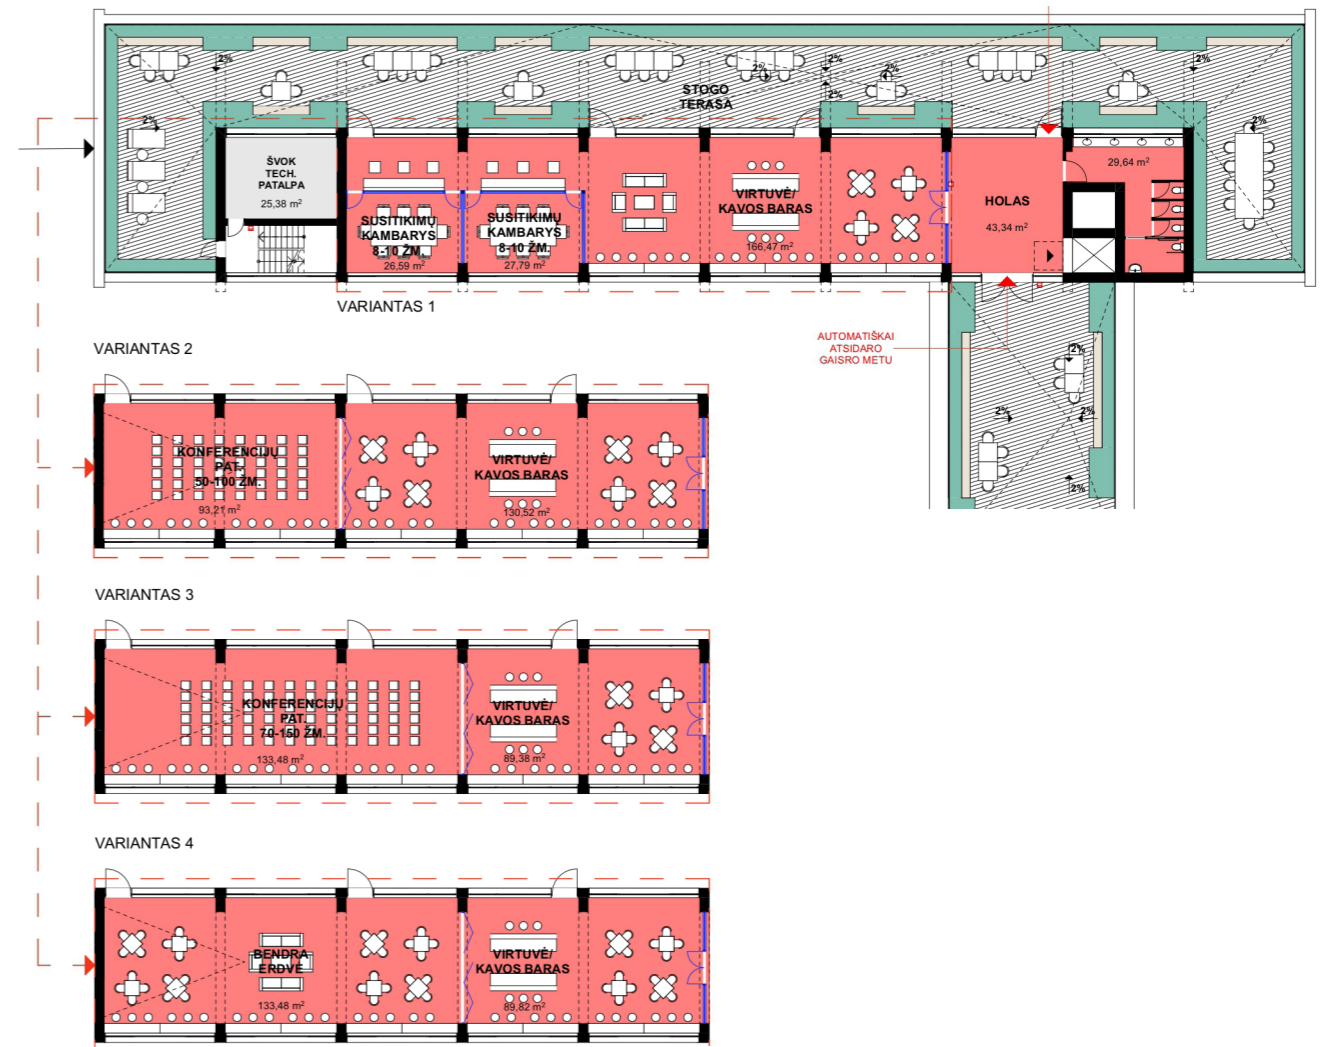 2%
2%
2%
2%
2%
2%
STOGO
TERASA
2%
2%
2%
ŠVOK
TECH.
PATALPA
25,38 m²
SUSITIKIMŲ
KAMBARYS
8-10 ŽM.
26,59 m²
SUSITIKIMŲ
KAMBARYS
8-10 ŽM.
27,79 m²
VIRTUVĖ/
KAVOS BARAS
166,47 m²
HOLAS
43,34 m²
29,64 m²
VARIANTAS 1
AUTOMATIŠKAI
ATSIDARO
GAISRO METU
2%
2%
2%
2%
VARIANTAS 2
KONFERENCIJŲ
PAT.
50-100 ŽM.
93,21 m²
VIRTUVĖ/
KAVOS BARAS
130,52 m²
VARIANTAS 3
KONFERENCIJŲ
PAT.
70-150 ŽM.
133,48 m²
VIRTUVĖ/
KAVOS BARAS
89,38 m²
VARIANTAS 4
BENDRA
ERDVĖ
133,48 m²
VIRTUVĖ/
KAVOS BARAS
89,82 m²